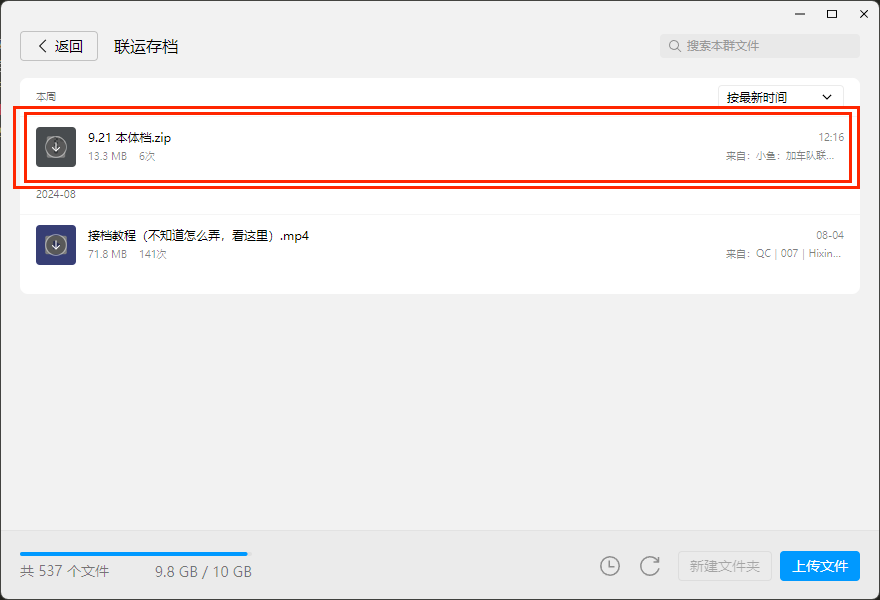 返回 联运存档 搜索本群文件
本周 按最新时间
9.21 本体档.zip 12:16
13.3 MB 6次 来自：小鱼：加车队联...
2024-08
接档教程（不知道怎么弄，看这里）.mp4 08-04
71.8 MB 141次 来自：QC | 007 | Hixin...
共 537 个文件 9.8 GB / 10 GB 新建文件夹 上传文件